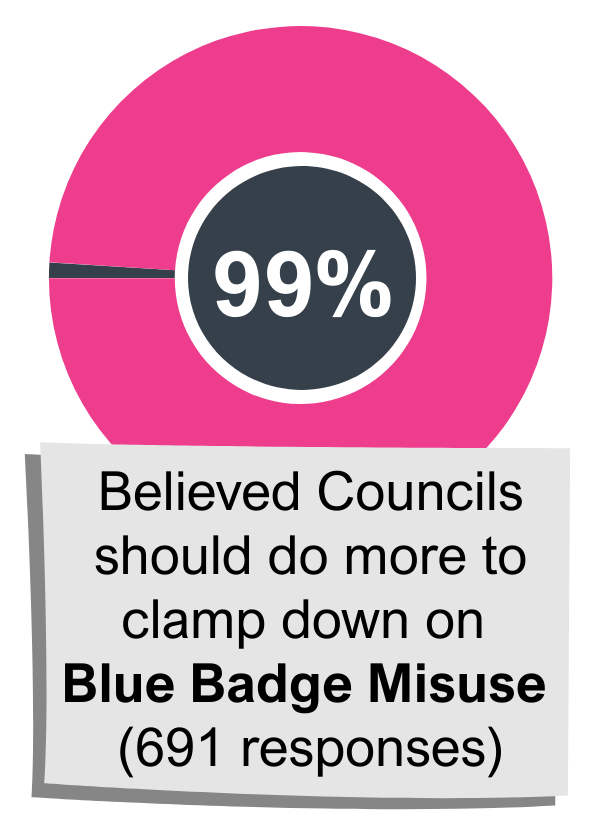 99%
Believed Councils
should do more to
clamp down on
Blue Badge Misuse
(691 responses)